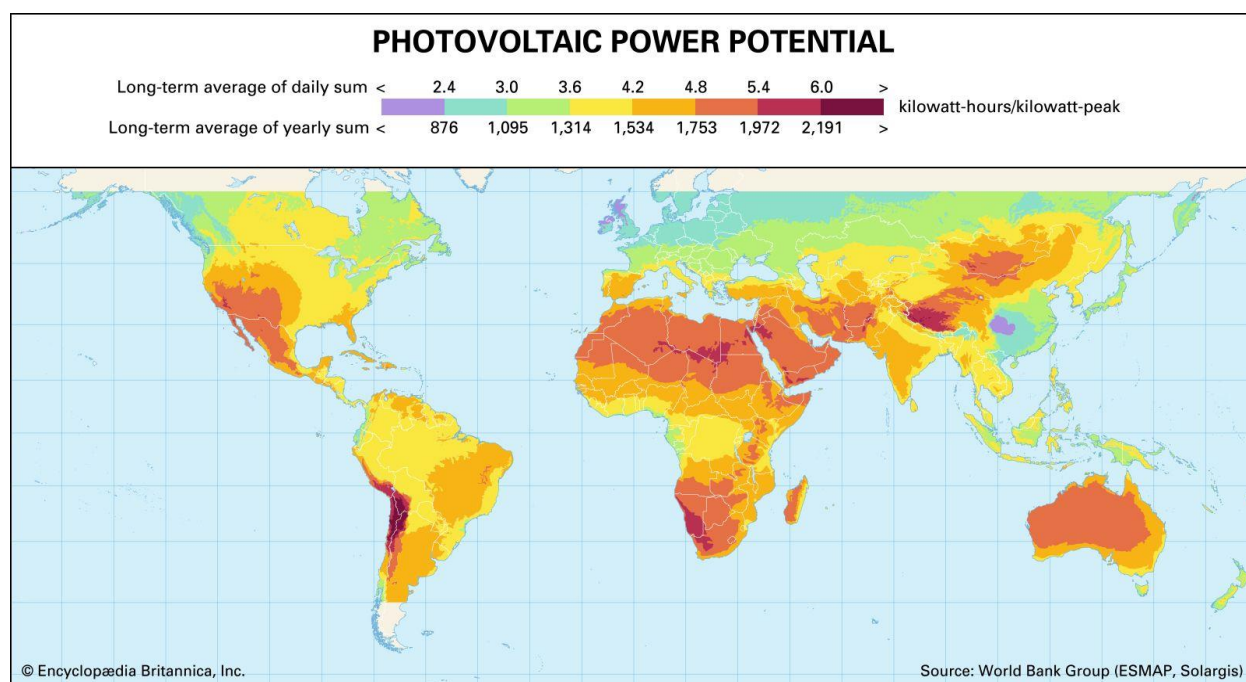 PHOTOVOLTAIC POWER POTENTIAL
Long-term average of daily sum < 2.4 3.0 3.6 4.2 4.8 5.4 6.0 >
kilowatt-hours/kilowatt-peak
Long-term average of yearly sum < 876 1,095 1,314 1,534 1,753 1,972 2,191 >
© Encyclopædia Britannica, Inc. Source: World Bank Group (ESMAP, Solargis)